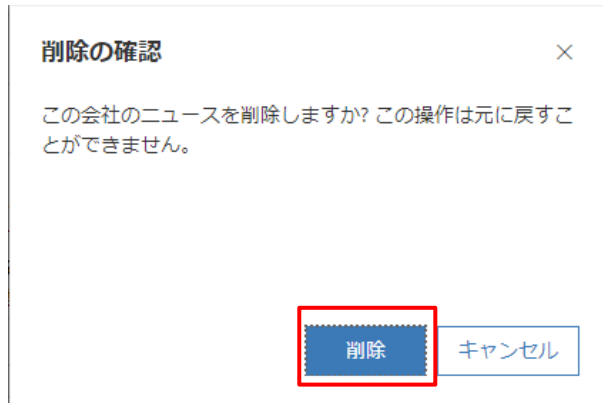 削除の確認
この会社のニュースを削除しますか? この操作は元に戻すこ
とができません。
削除 キャンセル